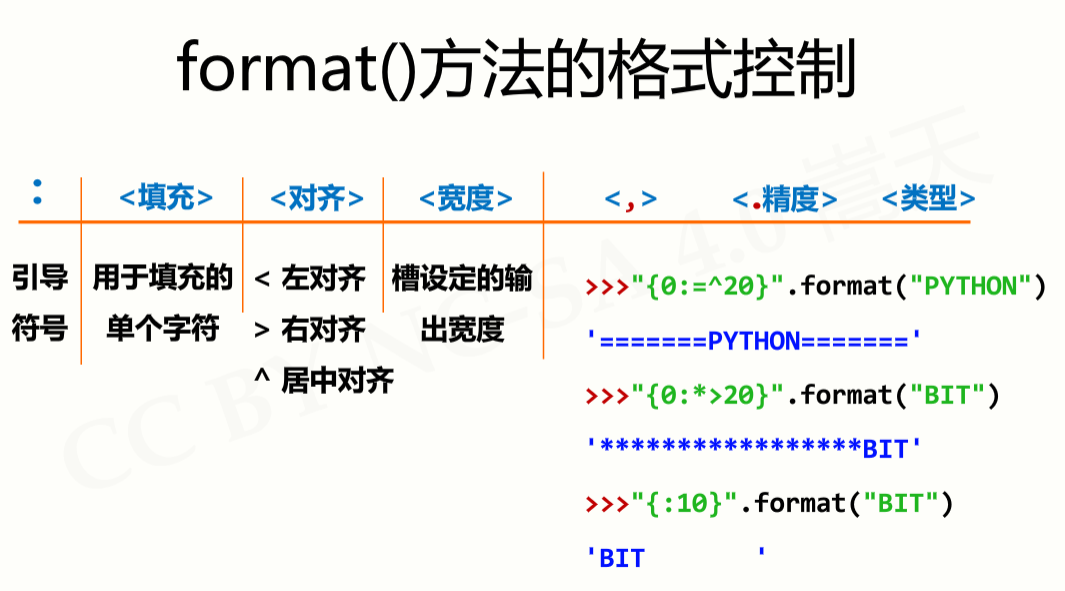 format()方法的格式控制
: <填充> <对齐> <宽度> <,> <.精度> <类型>
引导
符号
用于填充的
单个字符
< 左对齐
> 右对齐
^ 居中对齐
槽设定的输
出宽度
>>>"{0:=^20}".format("PYTHON")
'=======PYTHON======='
>>>"{0:*>20}".format("BIT")
'*****************BIT'
>>>"{:10}".format("BIT")
'BIT       '
CC BY NC-SA 4.0 嵩天